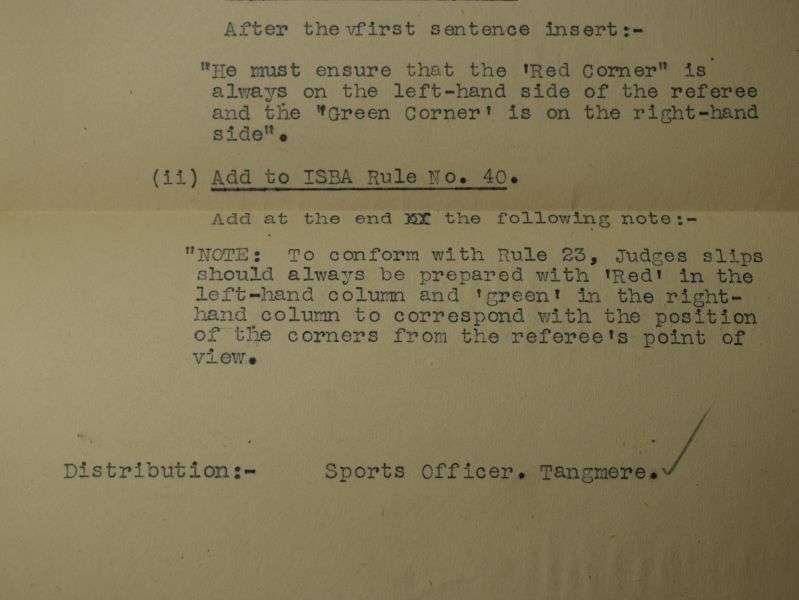 After the first sentence insert:-
"He must ensure that the 'Red Corner" is
always on the left-hand side of the referee
and the "Green Corner' is on the right-hand
side".
(ii) Add to ISBA Rule No. 40.
Add at the end the following note:-
"NOTE: To conform with Rule 23, Judges slips
should always be prepared with 'Red' in the
left-hand column and 'green' in the right-
hand column to correspond with the position
of the corners from the referee's point of
view.
Distribution:- Sports Officer. Tangmere.